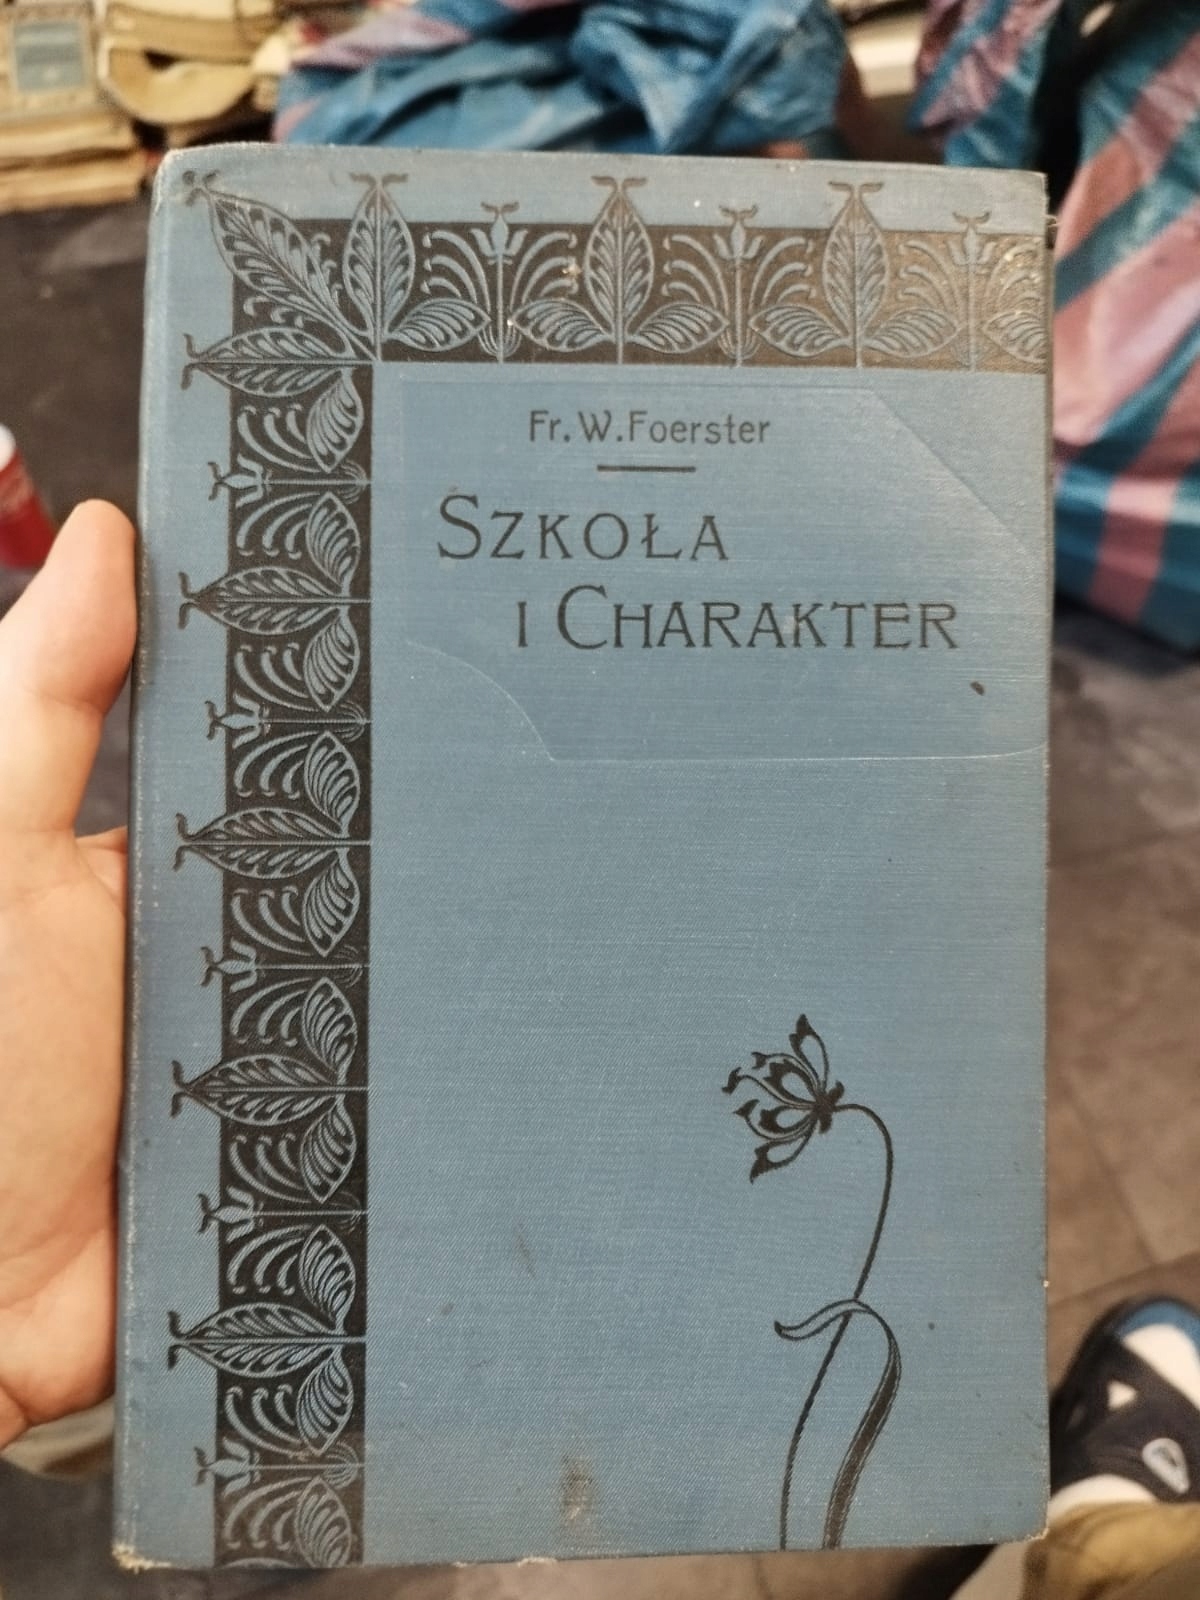 Fr. W. Foerster
SZKOŁA
I CHARAKTER